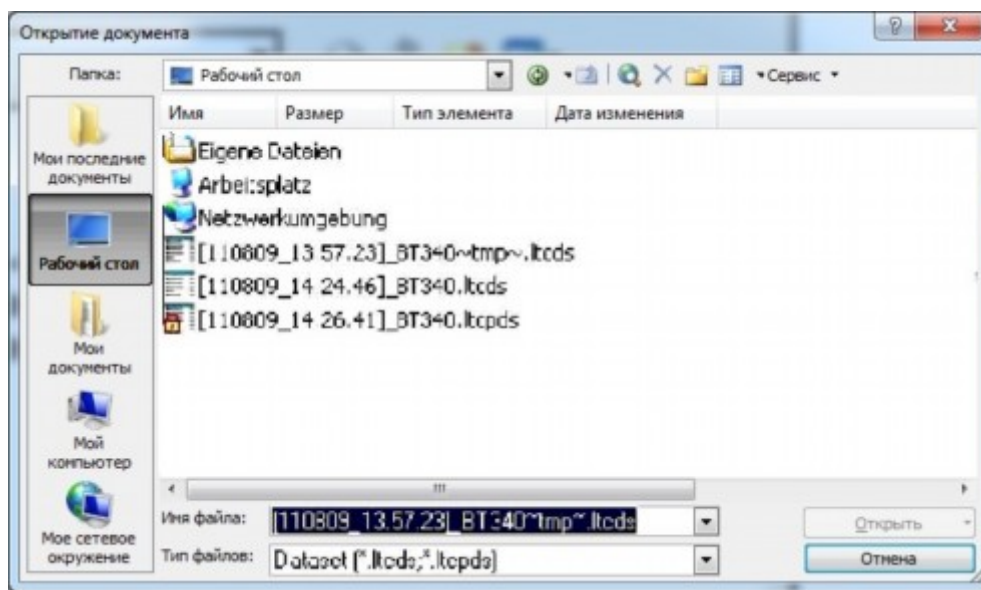 Открытие документа
Папка:
Рабочий стол
Сервис
Имя Размер Тип элемента Дата изменения
Мои последние документы
Рабочий стол
Мои документы
Мой компьютер
Мое сетевое окружение
Eigene Dateien
Arbeitsplatz
Netzwerkumgebung
[110809_13.57.23]_BT340~tmp~.ltcds
[110809_14.24.46]_BT340.ltcds
[110809_14.26.41]_BT340.ltcpds
Имя файла: [110809_13.57.23]_BT340~tmp~.ltcds
Открыть
Тип файлов: Dataset (*.ltcds;*.ltcpds)
Отмена